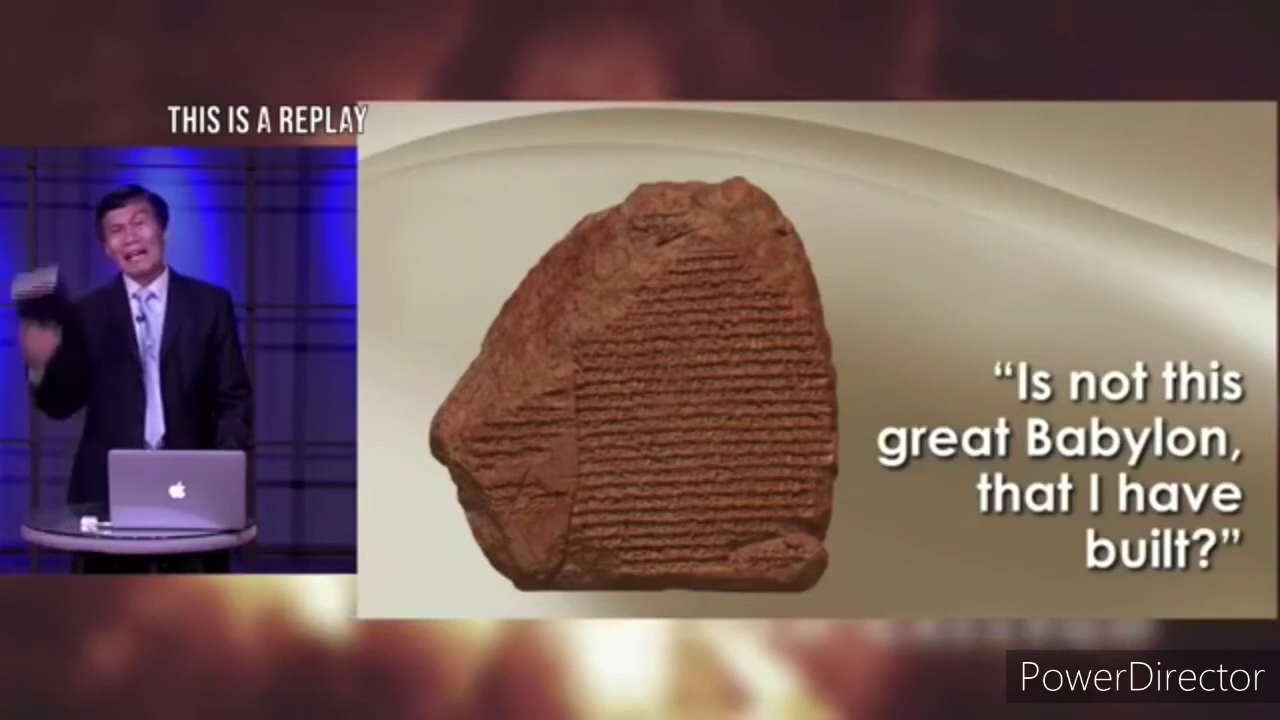 THIS IS A REPLAY
“Is not this
great Babylon,
that I have
built?”
PowerDirector